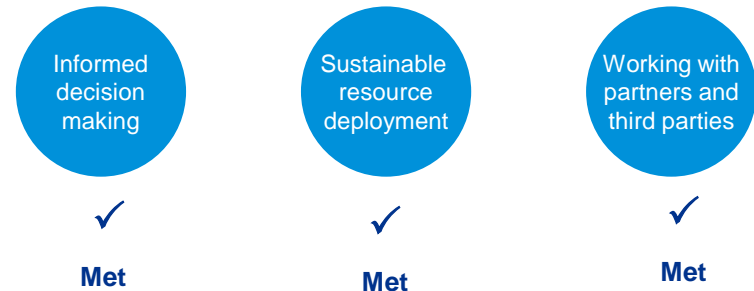 Informed
decision
making
Sustainable
resource
deployment
Working with
partners and
third parties
✓
✓
✓
Met
Met
Met